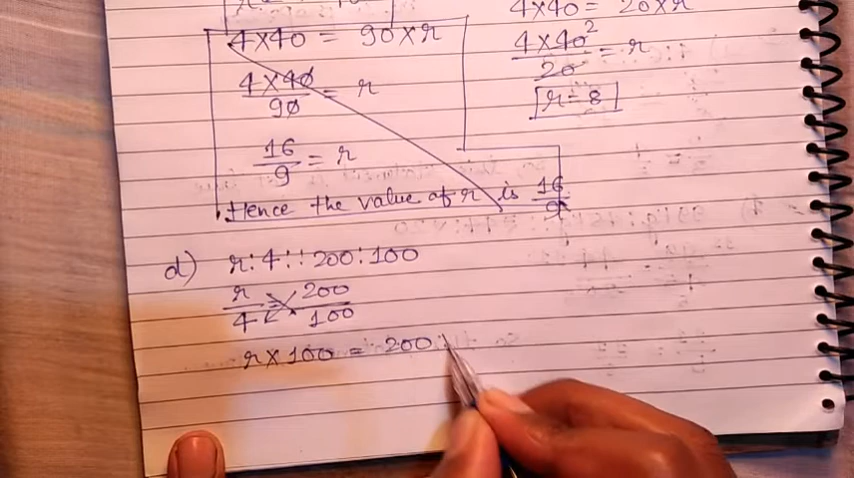 4×40 = 90×r
4×40/90 = r
16/9 = r
Hence the value of r is 16/9
4×40 = 20×r
4×40²/20 = r
r = 8
d) r:4::200:100
r/4 = 200/100
r×100 = 200